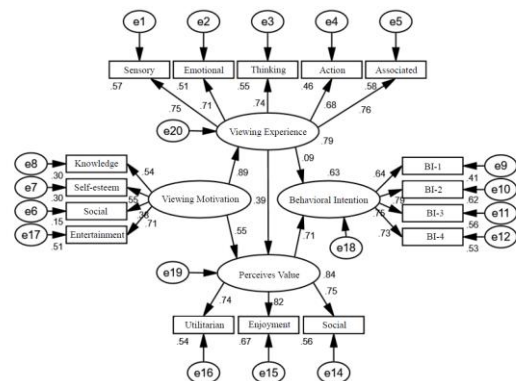 e1 e2 e3 e4 e5
Sensory Emotional Thinking Action Associated
.57 .51 .55 .46 .58
.75 .71 .74 .68 .76
e20 Viewing Experience .79
.09
e8 Knowledge .54 .89 .63 .64 BI-1 e9
.30 .41
e7 Self-esteem .55 Viewing Motivation .39 Behavioral Intention .79 BI-2 e10
.30 .62
e6 Social .38 .75 BI-3 e11
.15 .71 .56
e17 Entertainment .55 .71 e18 .73 BI-4 e12
.51 .53
e19 Perceives Value .84
.74 .82 .75
Utilitarian Enjoyment Social
.54 .67 .56
e16 e15 e14